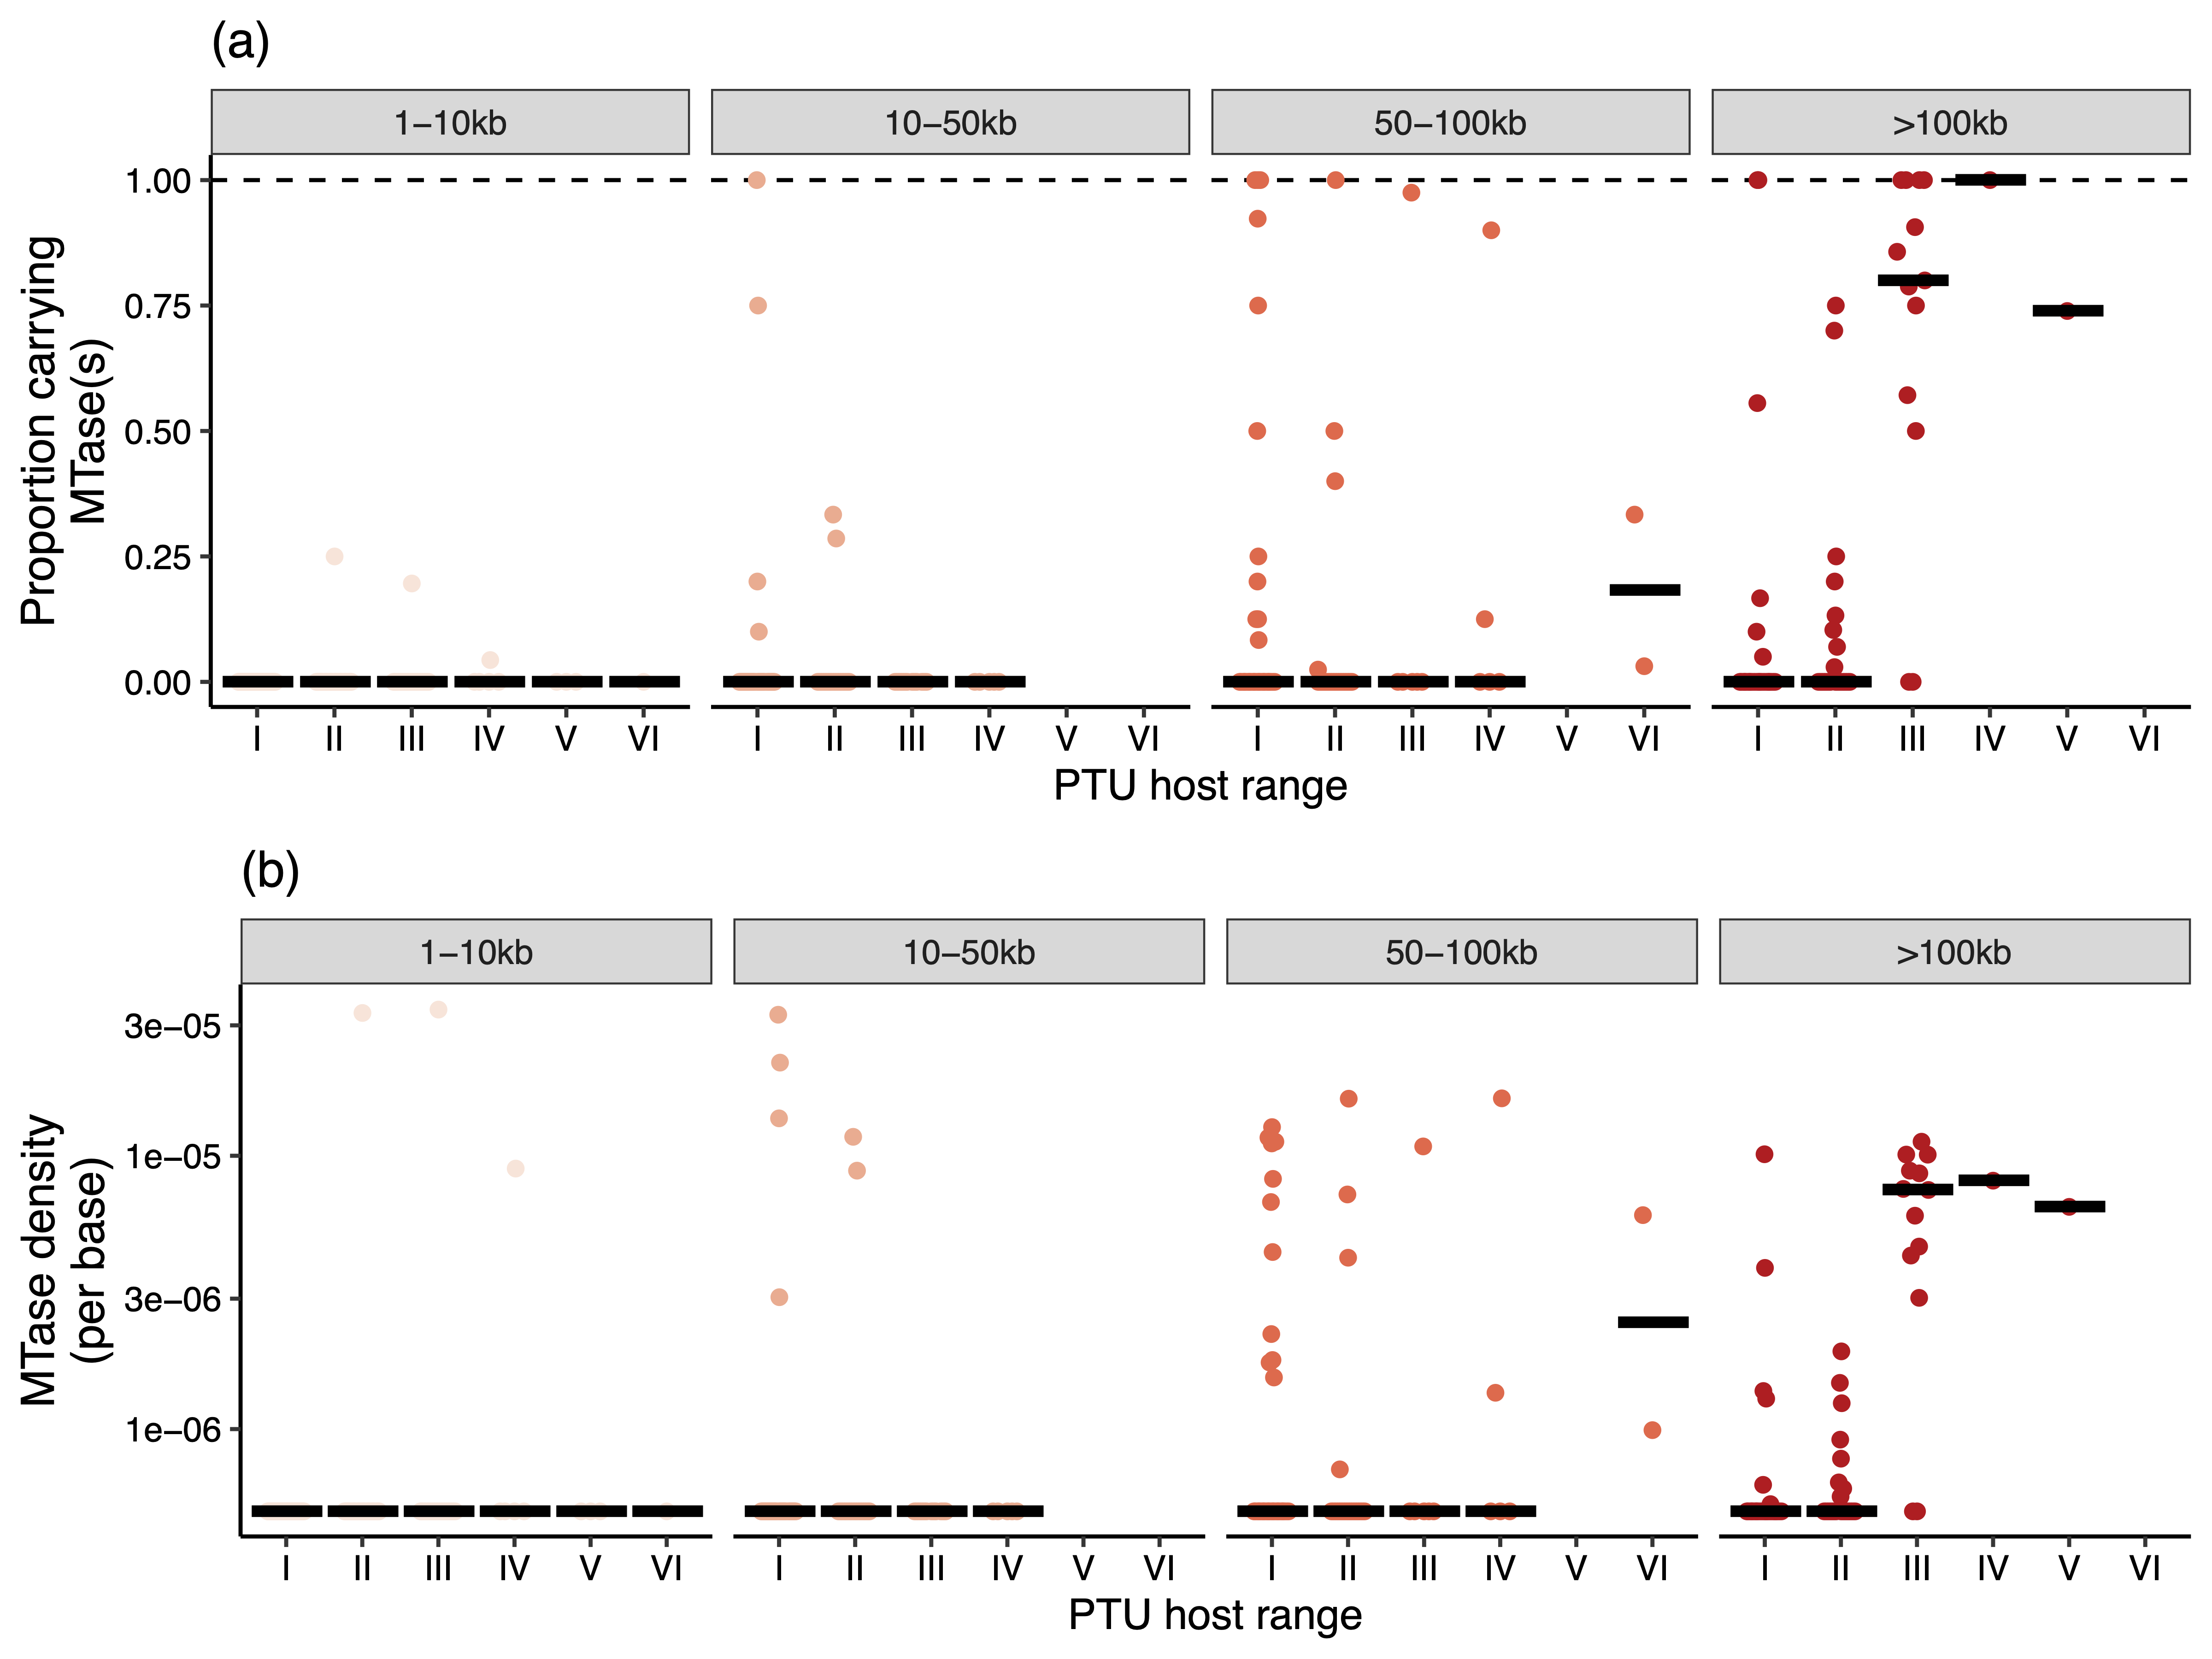 (a)
1–10kb 10–50kb 50–100kb >100kb
Proportion carrying
MTase(s)
1.00
0.75
0.50
0.25
0.00
I II III IV V VI I II III IV V VI I II III IV V VI I II III IV V VI
PTU host range
(b)
1–10kb 10–50kb 50–100kb >100kb
MTase density
(per base)
3e−05
1e−05
3e−06
1e−06
I II III IV V VI I II III IV V VI I II III IV V VI I II III IV V VI
PTU host range